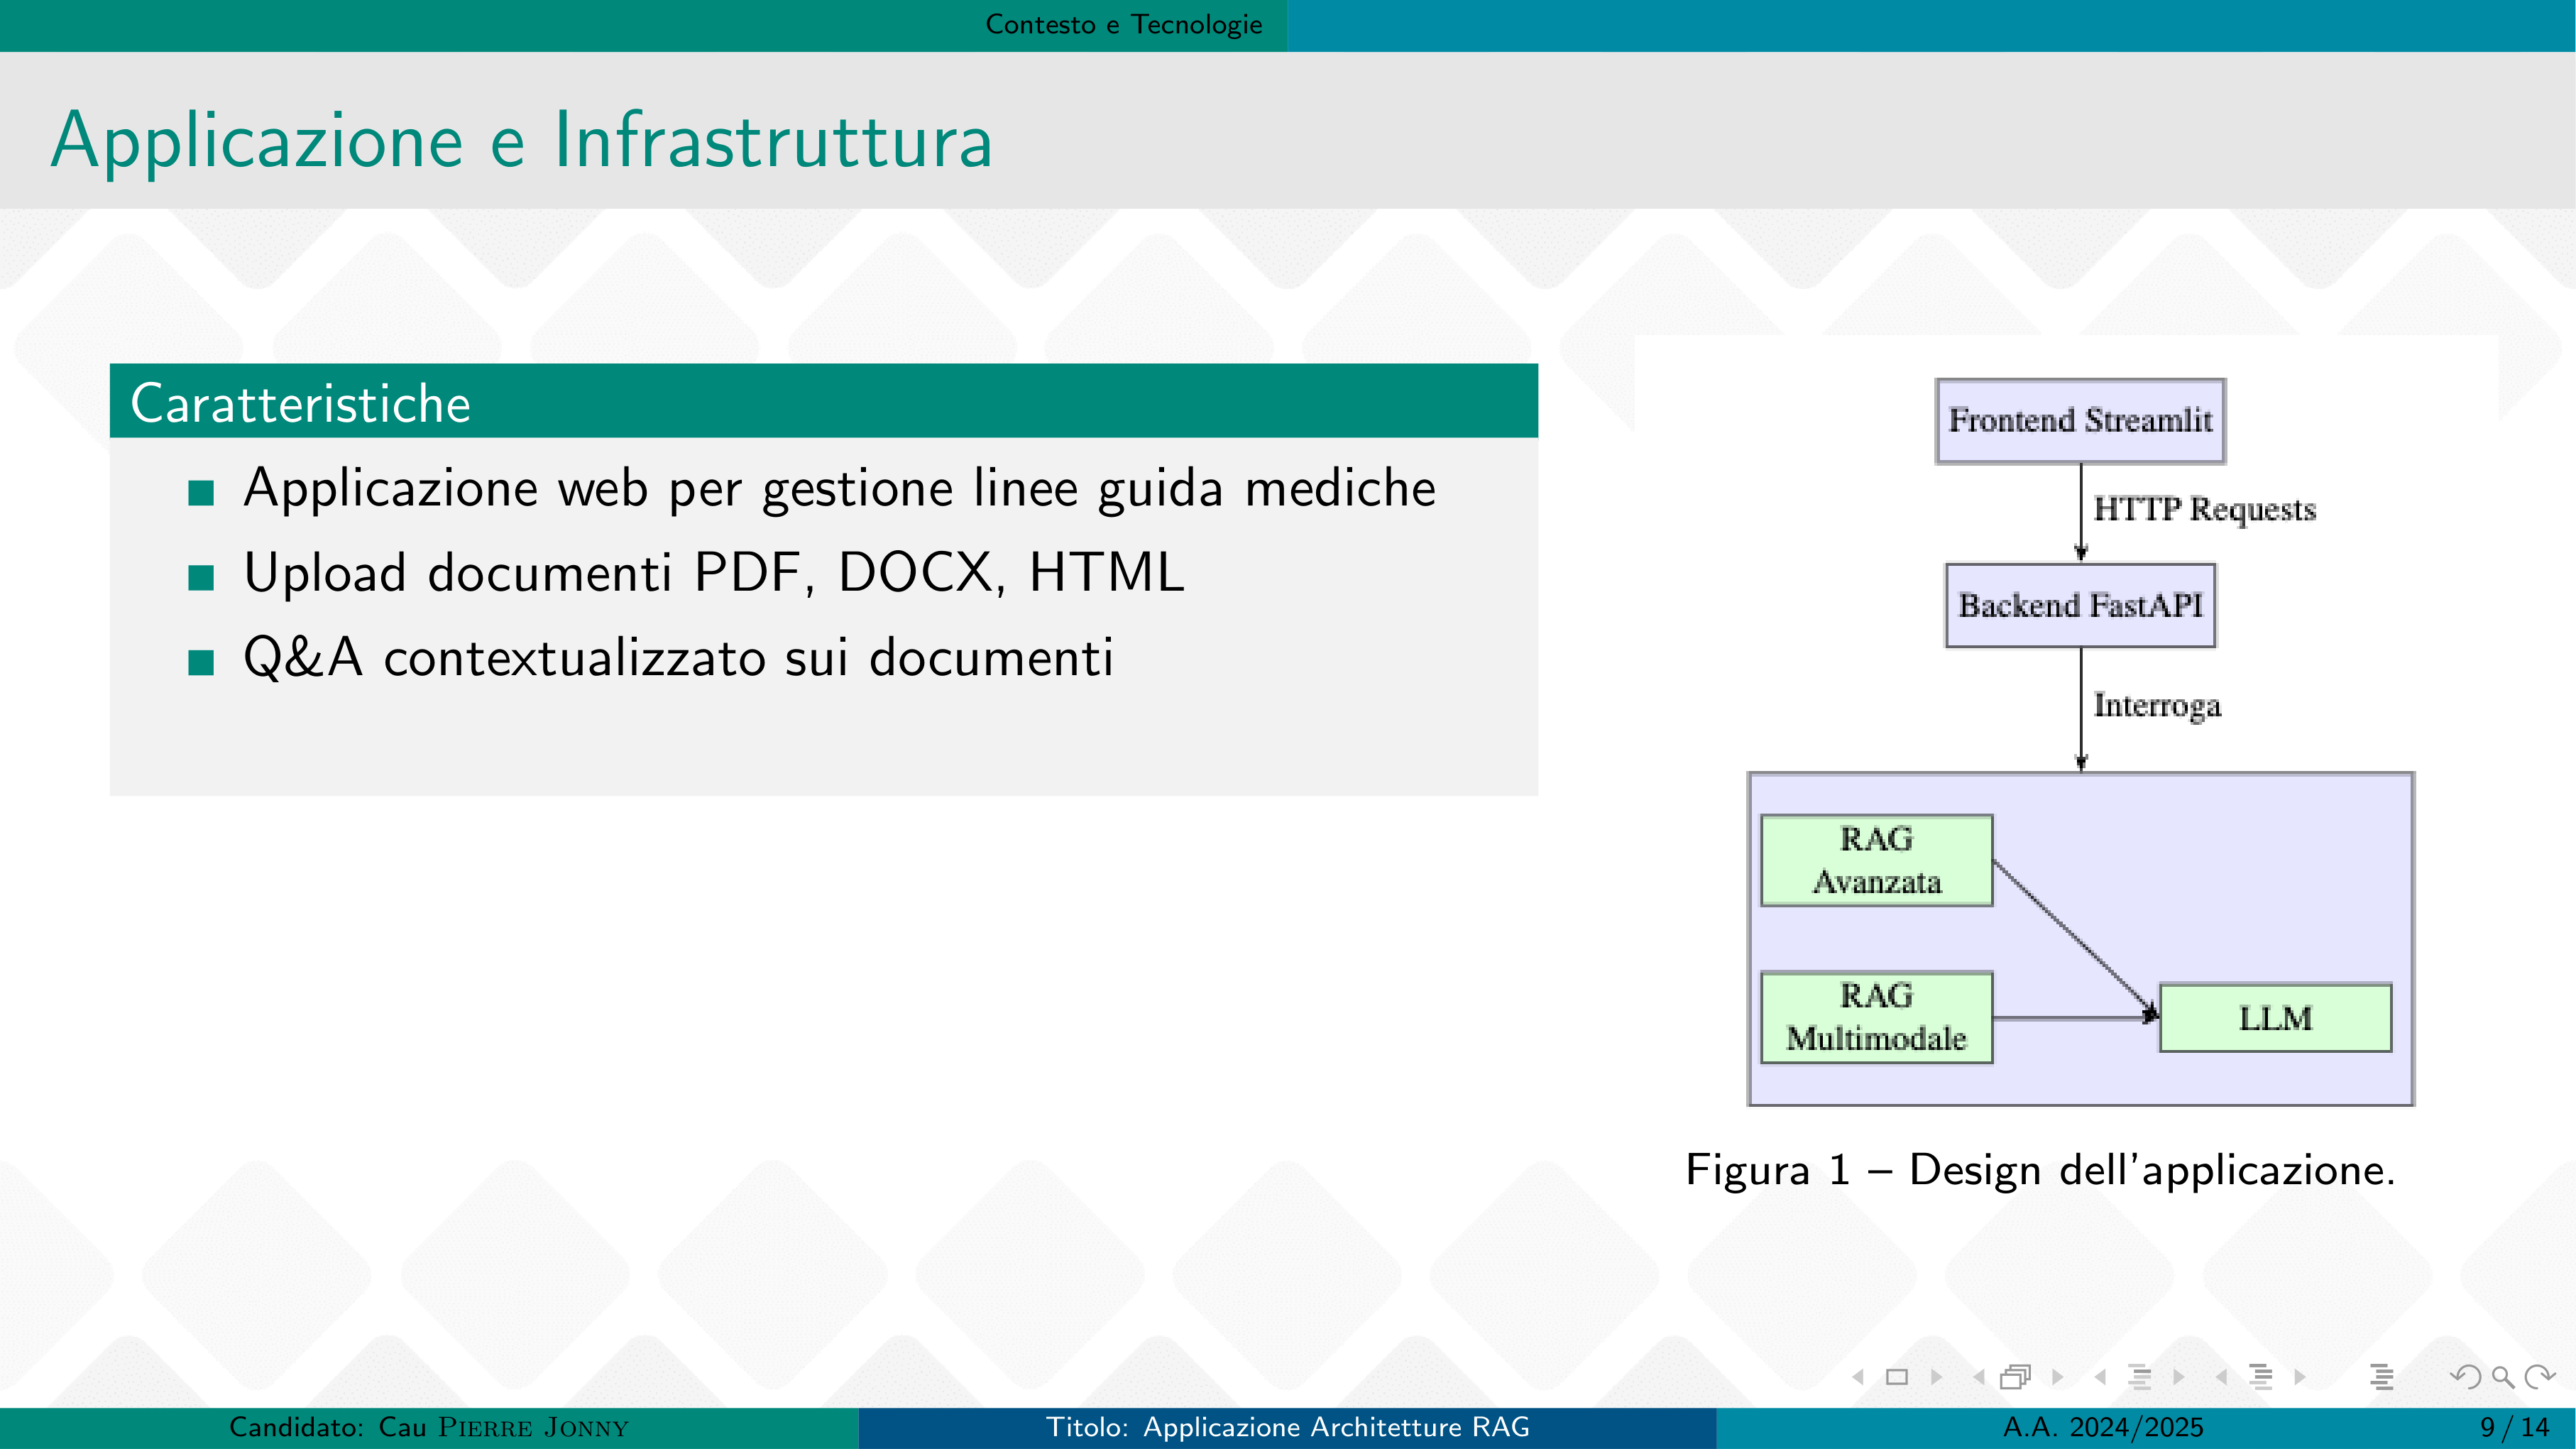 Contesto e Tecnologie
Applicazione e Infrastruttura
Caratteristiche
Applicazione web per gestione linee guida mediche
Upload documenti PDF, DOCX, HTML
Q&A contestualizzato sui documenti
Frontend Streamlit
HTTP Requests
Backend FastAPI
Interroga
RAG
Avanzata
RAG
Multimodale
LLM
Figura 1 – Design dell'applicazione.
Candidato: Cau Pierre Jonny
Titolo: Applicazione Architetture RAG
A.A. 2024/2025
9 / 14